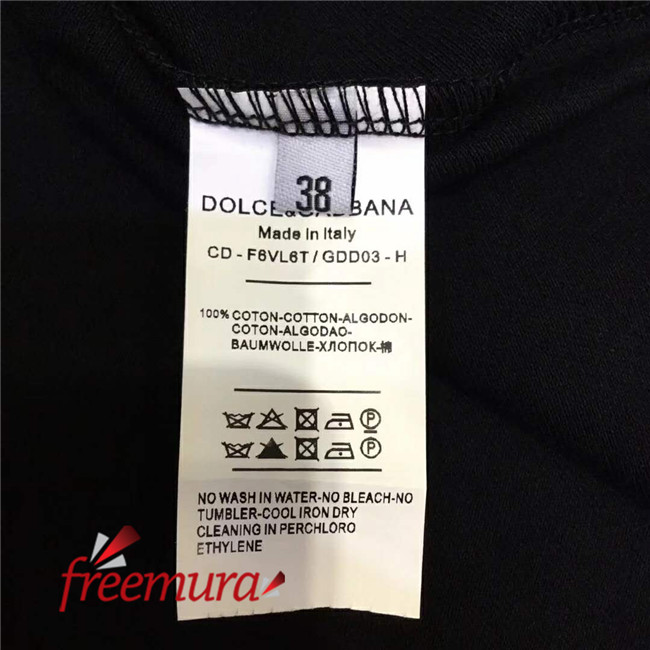 38
DOLCE&GABBANA
Made in Italy
CD - F6VL6T / GDD03 - H
100% COTON-COTTON-ALGODON-
COTON-ALGODAO-
BAUMWOLLE-ХЛОПОК-棉
P
P
NO WASH IN WATER-NO BLEACH-NO
TUMBLER-COOL IRON DRY
CLEANING IN PERCHLORO
ETHYLENE
freemura